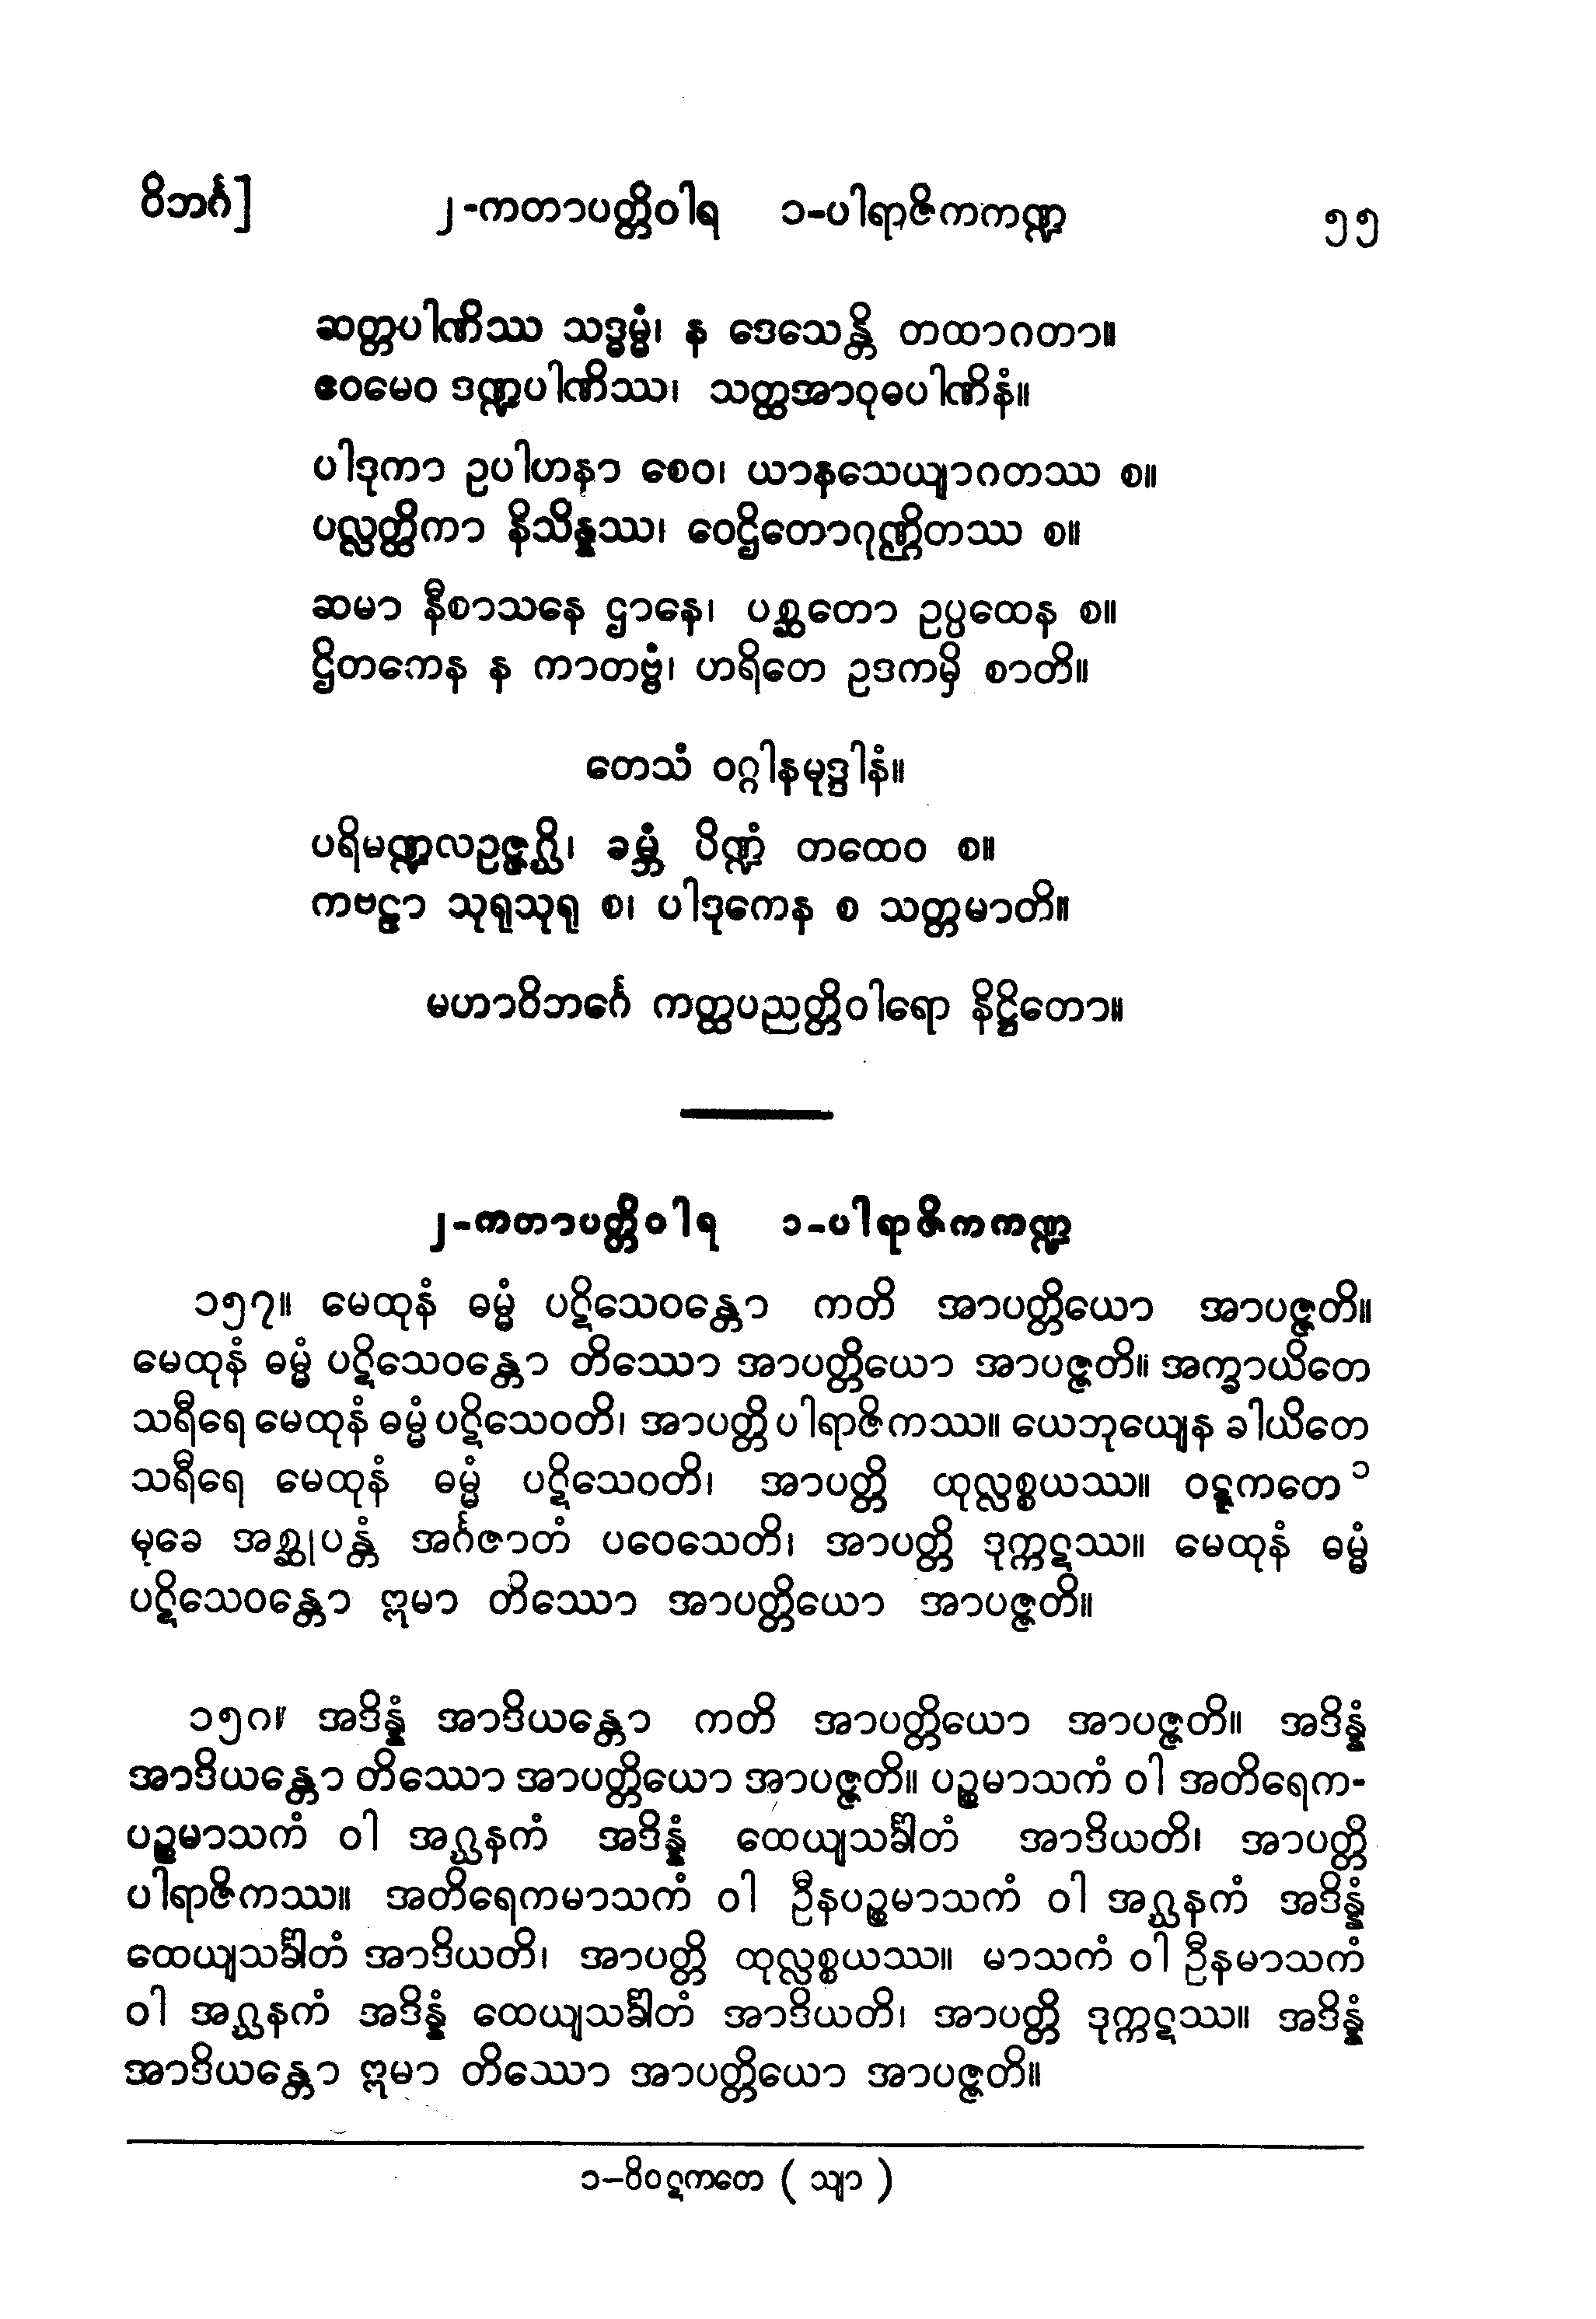 ဝိဘင်္ဂ]
၂-ကတာပတ္တိဝါရ ၁-ပါရာဇိကကဏ္ဍ
၅၅
ဆတ္တပါဏိဿ သဒ္ဓမ္မံ၊ န ဒေသေန္တိ တထာဂတာ။
ဧဝမေဝ ဒဏ္ဍပါဏိဿ၊ သတ္ထအာဝုဓပါဏိနံ။
ပါဒုကာ ဥပါဟနာ စေဝ၊ ယာနသေယျာဂတဿ စ။
ပလ္လတ္ထိကာ နိသိန္နဿ၊ ဝေဌိတောဂုဏ္ဌိတဿ စ။
ဆမာ နီစာသနေ ဌာနေ၊ ပစ္ဆတော ဥပ္ပထေန စ။
ဌိတကေန န ကာတဗ္ဗံ၊ ဟရိတေ ဥဒကမှိ စာတိ။
တေသံ ဝဂ္ဂါနမုဒ္ဒါနံ။
ပရိမဏ္ဍလဥဇ္ဇဂ္ဃိ၊ ခမ္ဘံ ပိဏ္ဍံ တထေဝ စ။
ကဗဠာ သုရုသုရု စ၊ ပါဒုကေန စ သတ္တမာတိ။
မဟာဝိဘင်္ဂေ ကတ္ထပညတ္တိဝါရော နိဋ္ဌိတော။
၂-ကတာပတ္တိဝါရ ၁-ပါရာဇိကကဏ္ဍ
၁၅၇။ မေထုနံ ဓမ္မံ ပဋိသေဝန္တော ကတိ အာပတ္တိယော အာပဇ္ဇတိ။
မေထုနံ ဓမ္မံ ပဋိသေဝန္တော တိဿော အာပတ္တိယော အာပဇ္ဇတိ။ အက္ခာယိတေ
သရီရေ မေထုနံ ဓမ္မံ ပဋိသေဝတိ၊ အာပတ္တိ ပါရာဇိကဿ။ ယေဘုယျေန ခါယိတေ
သရီရေ မေထုနံ ဓမ္မံ ပဋိသေဝတိ၊ အာပတ္တိ ထုလ္လစ္စယဿ။ ဝဋ္ဋကတေ ၁
မုခေ အစ္ဆုပန္တံ အင်္ဂဇာတံ ပဝေသေတိ၊ အာပတ္တိ ဒုက္ကဋဿ။ မေထုနံ ဓမ္မံ
ပဋိသေဝန္တော ဣမာ တိဿော အာပတ္တိယော အာပဇ္ဇတိ။
၁၅၈။ အဒိန္နံ အာဒိယန္တော ကတိ အာပတ္တိယော အာပဇ္ဇတိ။ အဒိန္နံ
အာဒိယန္တော တိဿော အာပတ္တိယော အာပဇ္ဇတိ။ ပဉ္စမာသကံ ဝါ အတိရေက-
ပဉ္စမာသကံ ဝါ အဂ္ဃနကံ အဒိန္နံ ထေယျသင်္ခါတံ အာဒိယတိ၊ အာပတ္တိ
ပါရာဇိကဿ။ အတိရေကမာသကံ ဝါ ဦနပဉ္စမာသကံ ဝါ အဂ္ဃနကံ အဒိန္နံ
ထေယျသင်္ခါတံ အာဒိယတိ၊ အာပတ္တိ ထုလ္လစ္စယဿ။ မာသကံ ဝါ ဦနမာသကံ
ဝါ အဂ္ဃနကံ အဒိန္နံ ထေယျသင်္ခါတံ အာဒိယတိ၊ အာပတ္တိ ဒုက္ကဋဿ။ အဒိန္နံ
အာဒိယန္တော ဣမာ တိဿော အာပတ္တိယော အာပဇ္ဇတိ။
၁–ဝိဝဋကတေ ( သျာ )